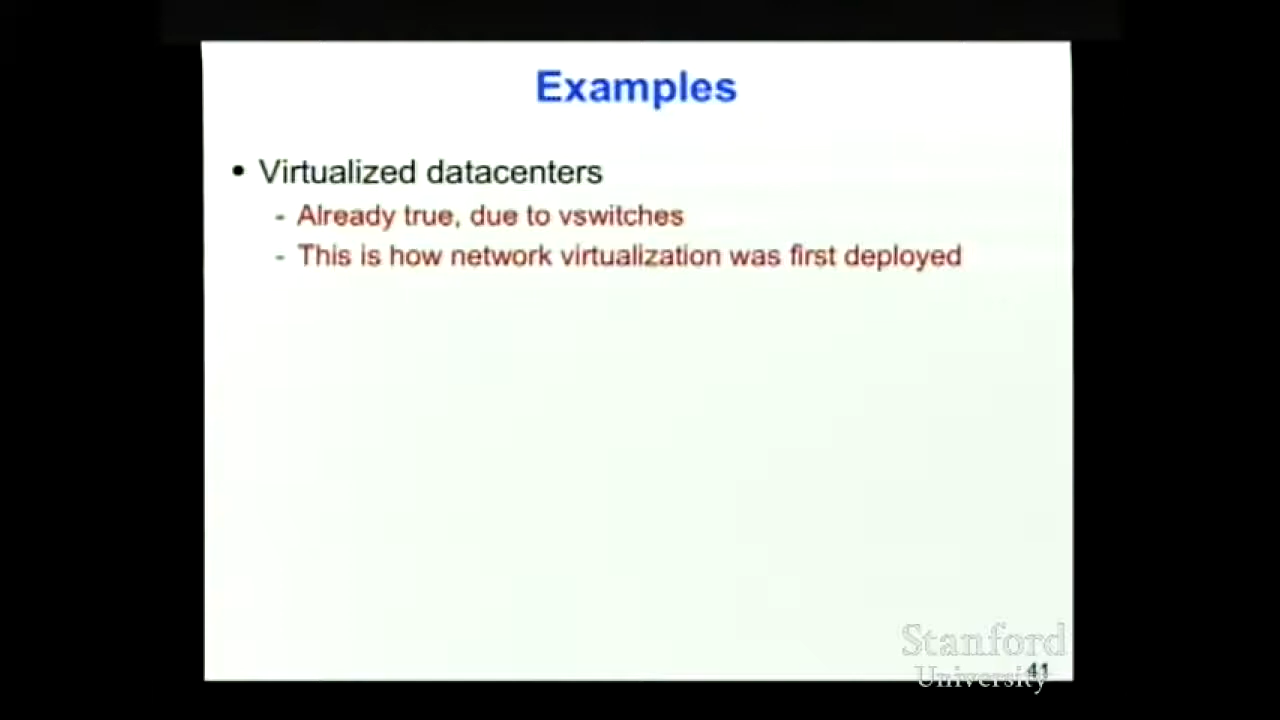 Examples
• Virtualized datacenters
- Already true, due to vswitches
- This is how network virtualization was first deployed
Stanford
University
41